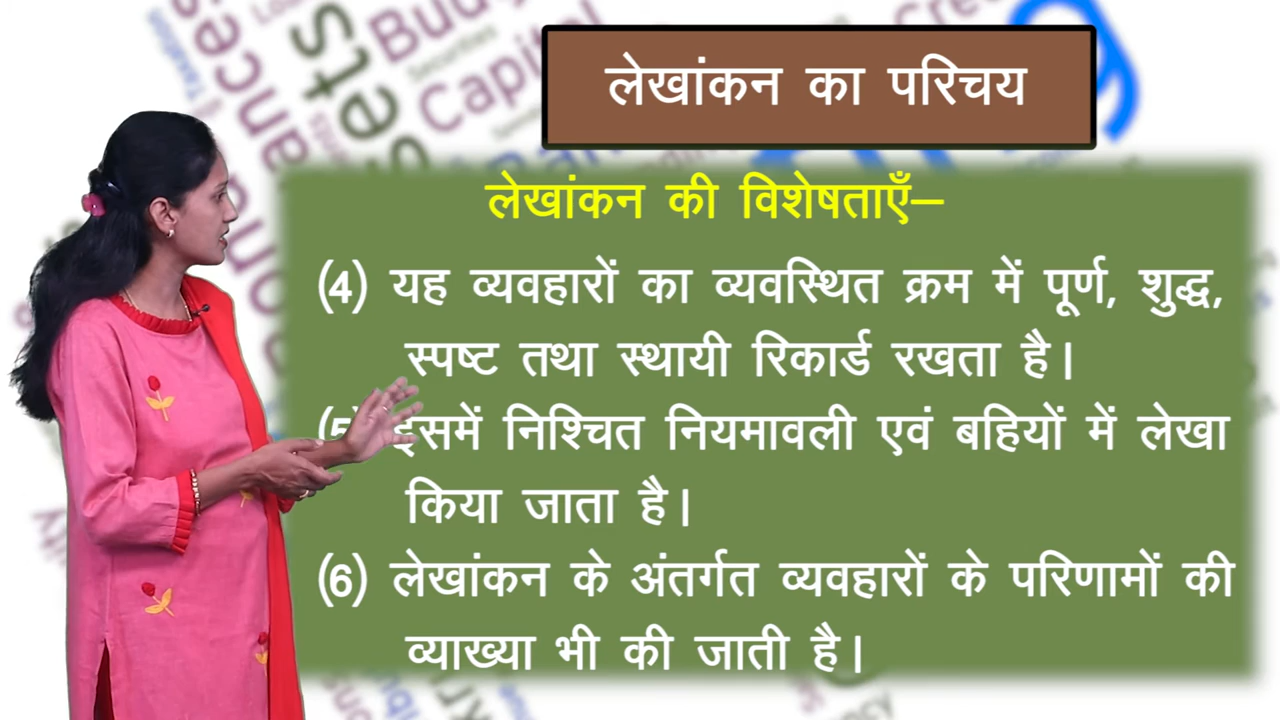 लेखांकन का परिचय
लेखांकन की विशेषताएँ–
(4) यह व्यवहारों का व्यवस्थित क्रम में पूर्ण, शुद्ध,
स्पष्ट तथा स्थायी रिकार्ड रखता है।
(5) इसमें निश्चित नियमावली एवं बहियों में लेखा
किया जाता है।
(6) लेखांकन के अंतर्गत व्यवहारों के परिणामों की
व्याख्या भी की जाती है।
Capital